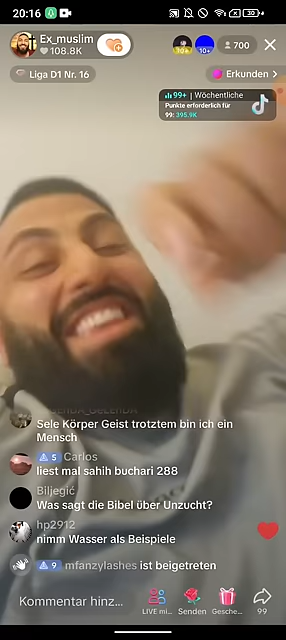 20:16
Ex_muslim
108.8K
70+
10+
700
Liga D1 Nr. 16
Erkunden >
99+ | Wöchentliche
Punkte erforderlich für
99: 395.9K
Sele Körper Geist trotztem bin ich ein
Mensch
5 Carlos
liest mal sahih buchari 288
Biljegić
Was sagt die Bibel über Unzucht?
hp2912
nimm Wasser als Beispiele
9 mfanzylashes ist beigetreten
Kommentar hinz...
LIVE mi... Senden Gesche... 99